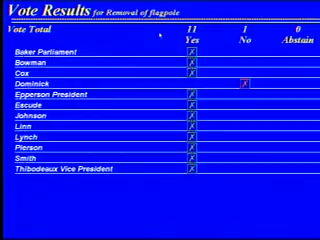 Vote Results for Removal of flagpole
Vote Total 11 1 0
Yes No Abstain
Baker Parliament
Bowman
Cox
Dominick
Epperson President
Escude
Johnson
Linn
Lynch
Pierson
Smith
Thibodeaux Vice President